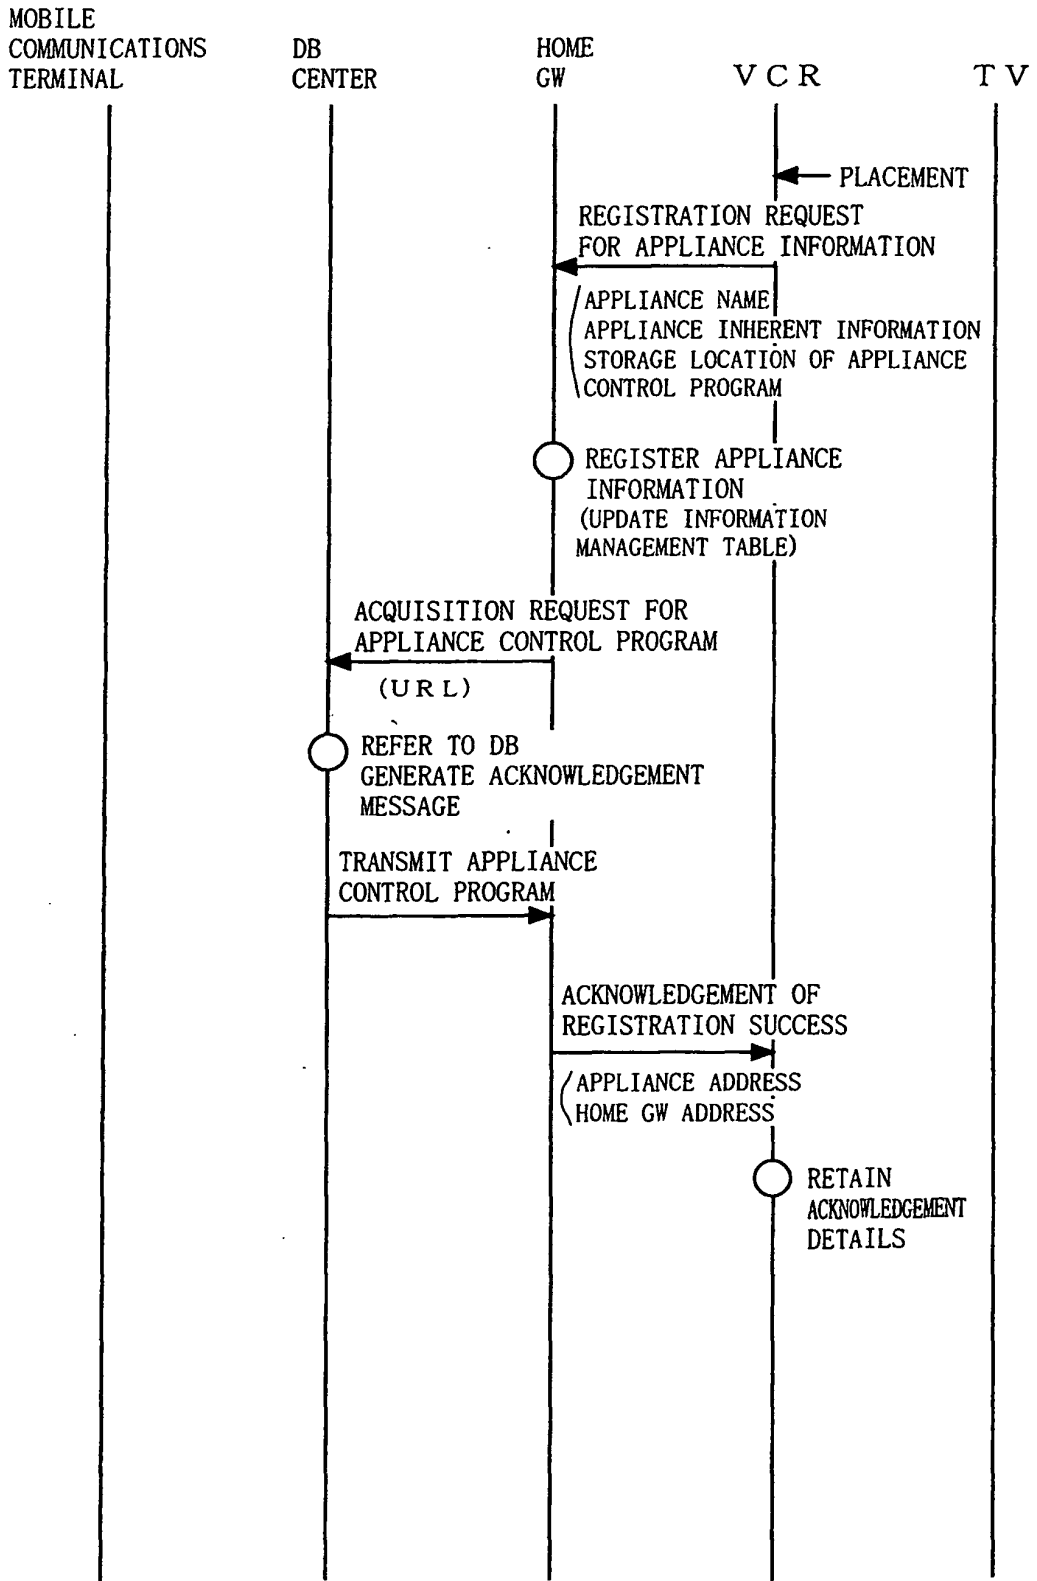 MOBILE
COMMUNICATIONS
TERMINAL
DB
CENTER
HOME
GW
VCR
TV
PLACEMENT
REGISTRATION REQUEST
FOR APPLIANCE INFORMATION
APPLIANCE NAME
APPLIANCE INHERENT INFORMATION
STORAGE LOCATION OF APPLIANCE
CONTROL PROGRAM
REGISTER APPLIANCE
INFORMATION
(UPDATE INFORMATION
MANAGEMENT TABLE)
ACQUISITION REQUEST FOR
APPLIANCE CONTROL PROGRAM
(URL)
REFER TO DB
GENERATE ACKNOWLEDGEMENT
MESSAGE
TRANSMIT APPLIANCE
CONTROL PROGRAM
ACKNOWLEDGEMENT OF
REGISTRATION SUCCESS
APPLIANCE ADDRESS
HOME GW ADDRESS
RETAIN
ACKNOWLEDGEMENT
DETAILS